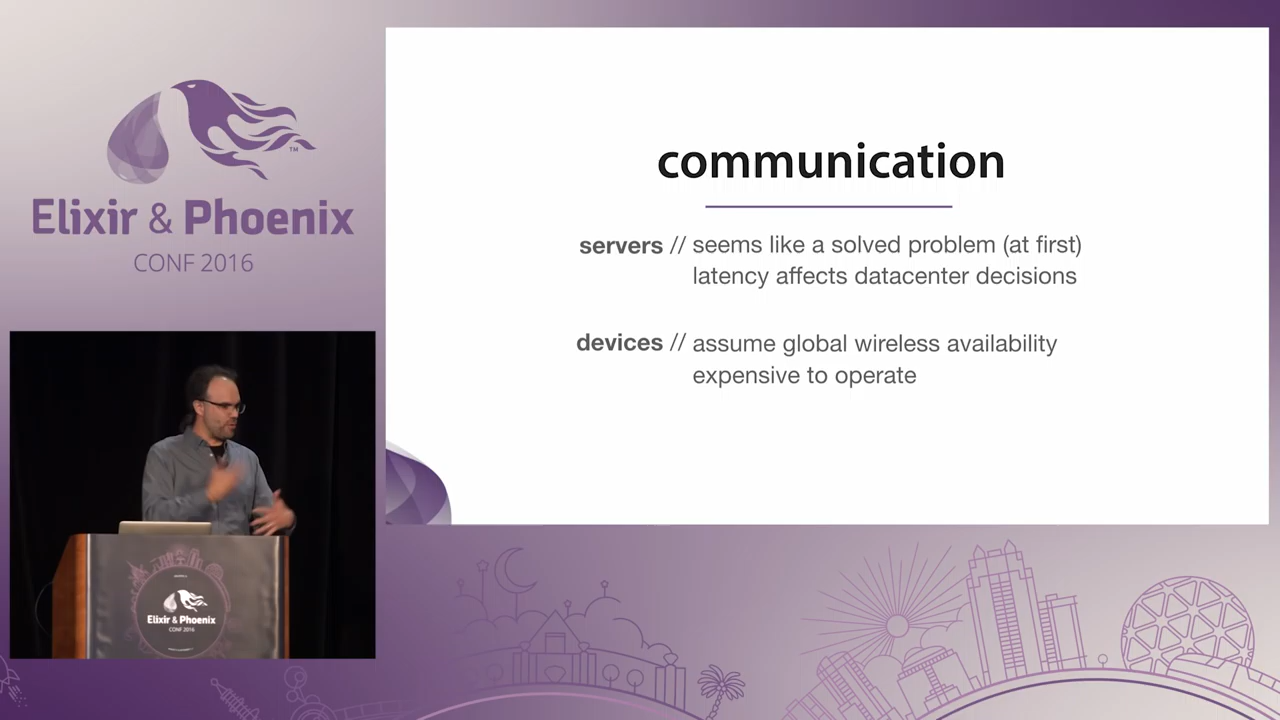 TM
Elixir & Phoenix
CONF 2016
communication
servers // seems like a solved problem (at first)
latency affects datacenter decisions
devices // assume global wireless availability
expensive to operate
Elixir & Phoenix
CONF 2016